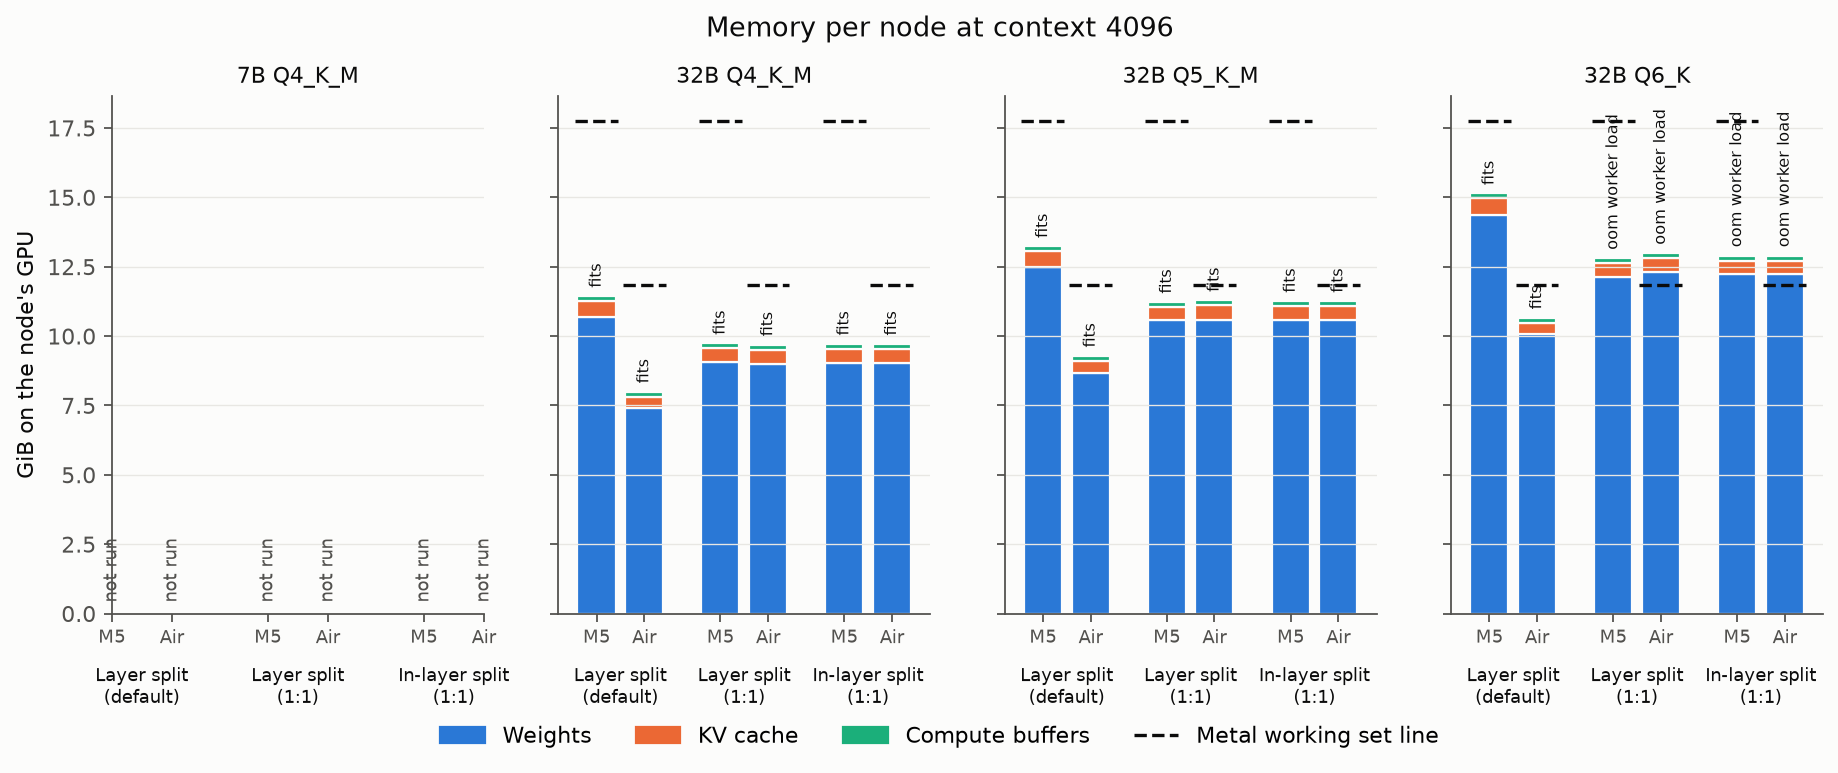 Memory per node at context 4096
7B Q4_K_M
32B Q4_K_M
32B Q5_K_M
32B Q6_K
GiB on the node's GPU
17.5
15.0
12.5
10.0
7.5
5.0
2.5
0.0
not run
not run
not run
not run
not run
not run
fits
fits
fits
fits
fits
fits
fits
fits
fits
fits
fits
fits
fits
fits
oom worker load
oom worker load
oom worker load
oom worker load
M5 Air M5 Air M5 Air
M5 Air M5 Air M5 Air
M5 Air M5 Air M5 Air
M5 Air M5 Air M5 Air
Layer split
(default)
Layer split
(1:1)
In-layer split
(1:1)
Layer split
(default)
Layer split
(1:1)
In-layer split
(1:1)
Layer split
(default)
Layer split
(1:1)
In-layer split
(1:1)
Layer split
(default)
Layer split
(1:1)
In-layer split
(1:1)
Weights
KV cache
Compute buffers
Metal working set line